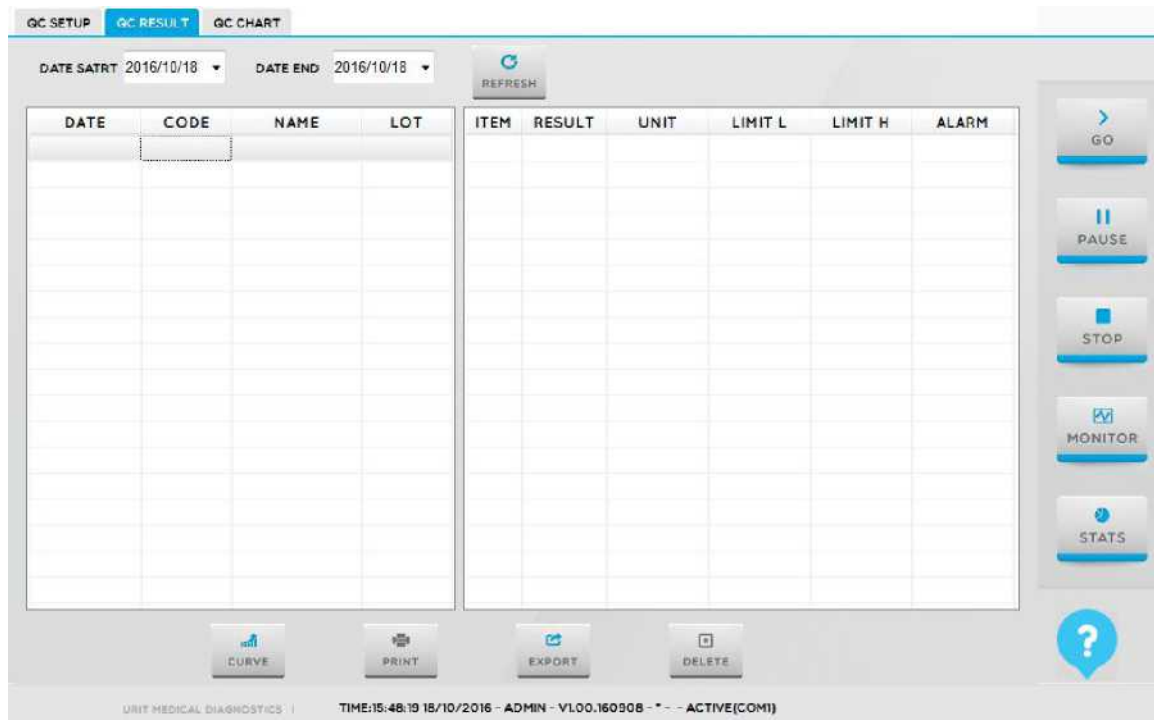 QC SETUP QC RESULT QC CHART
DATE SATRT 2016/10/18 DATE END 2016/10/18 REFRESH
DATE CODE NAME LOT ITEM RESULT UNIT LIMIT L LIMIT H ALARM
GO
PAUSE
STOP
MONITOR
STATS
?
CURVE PRINT EXPORT DELETE
URIT MEDICAL DIAGNOSTICS | TIME:15:48:19 18/10/2016 - ADMIN - V1.00.160908 - * - - ACTIVE(COM1)